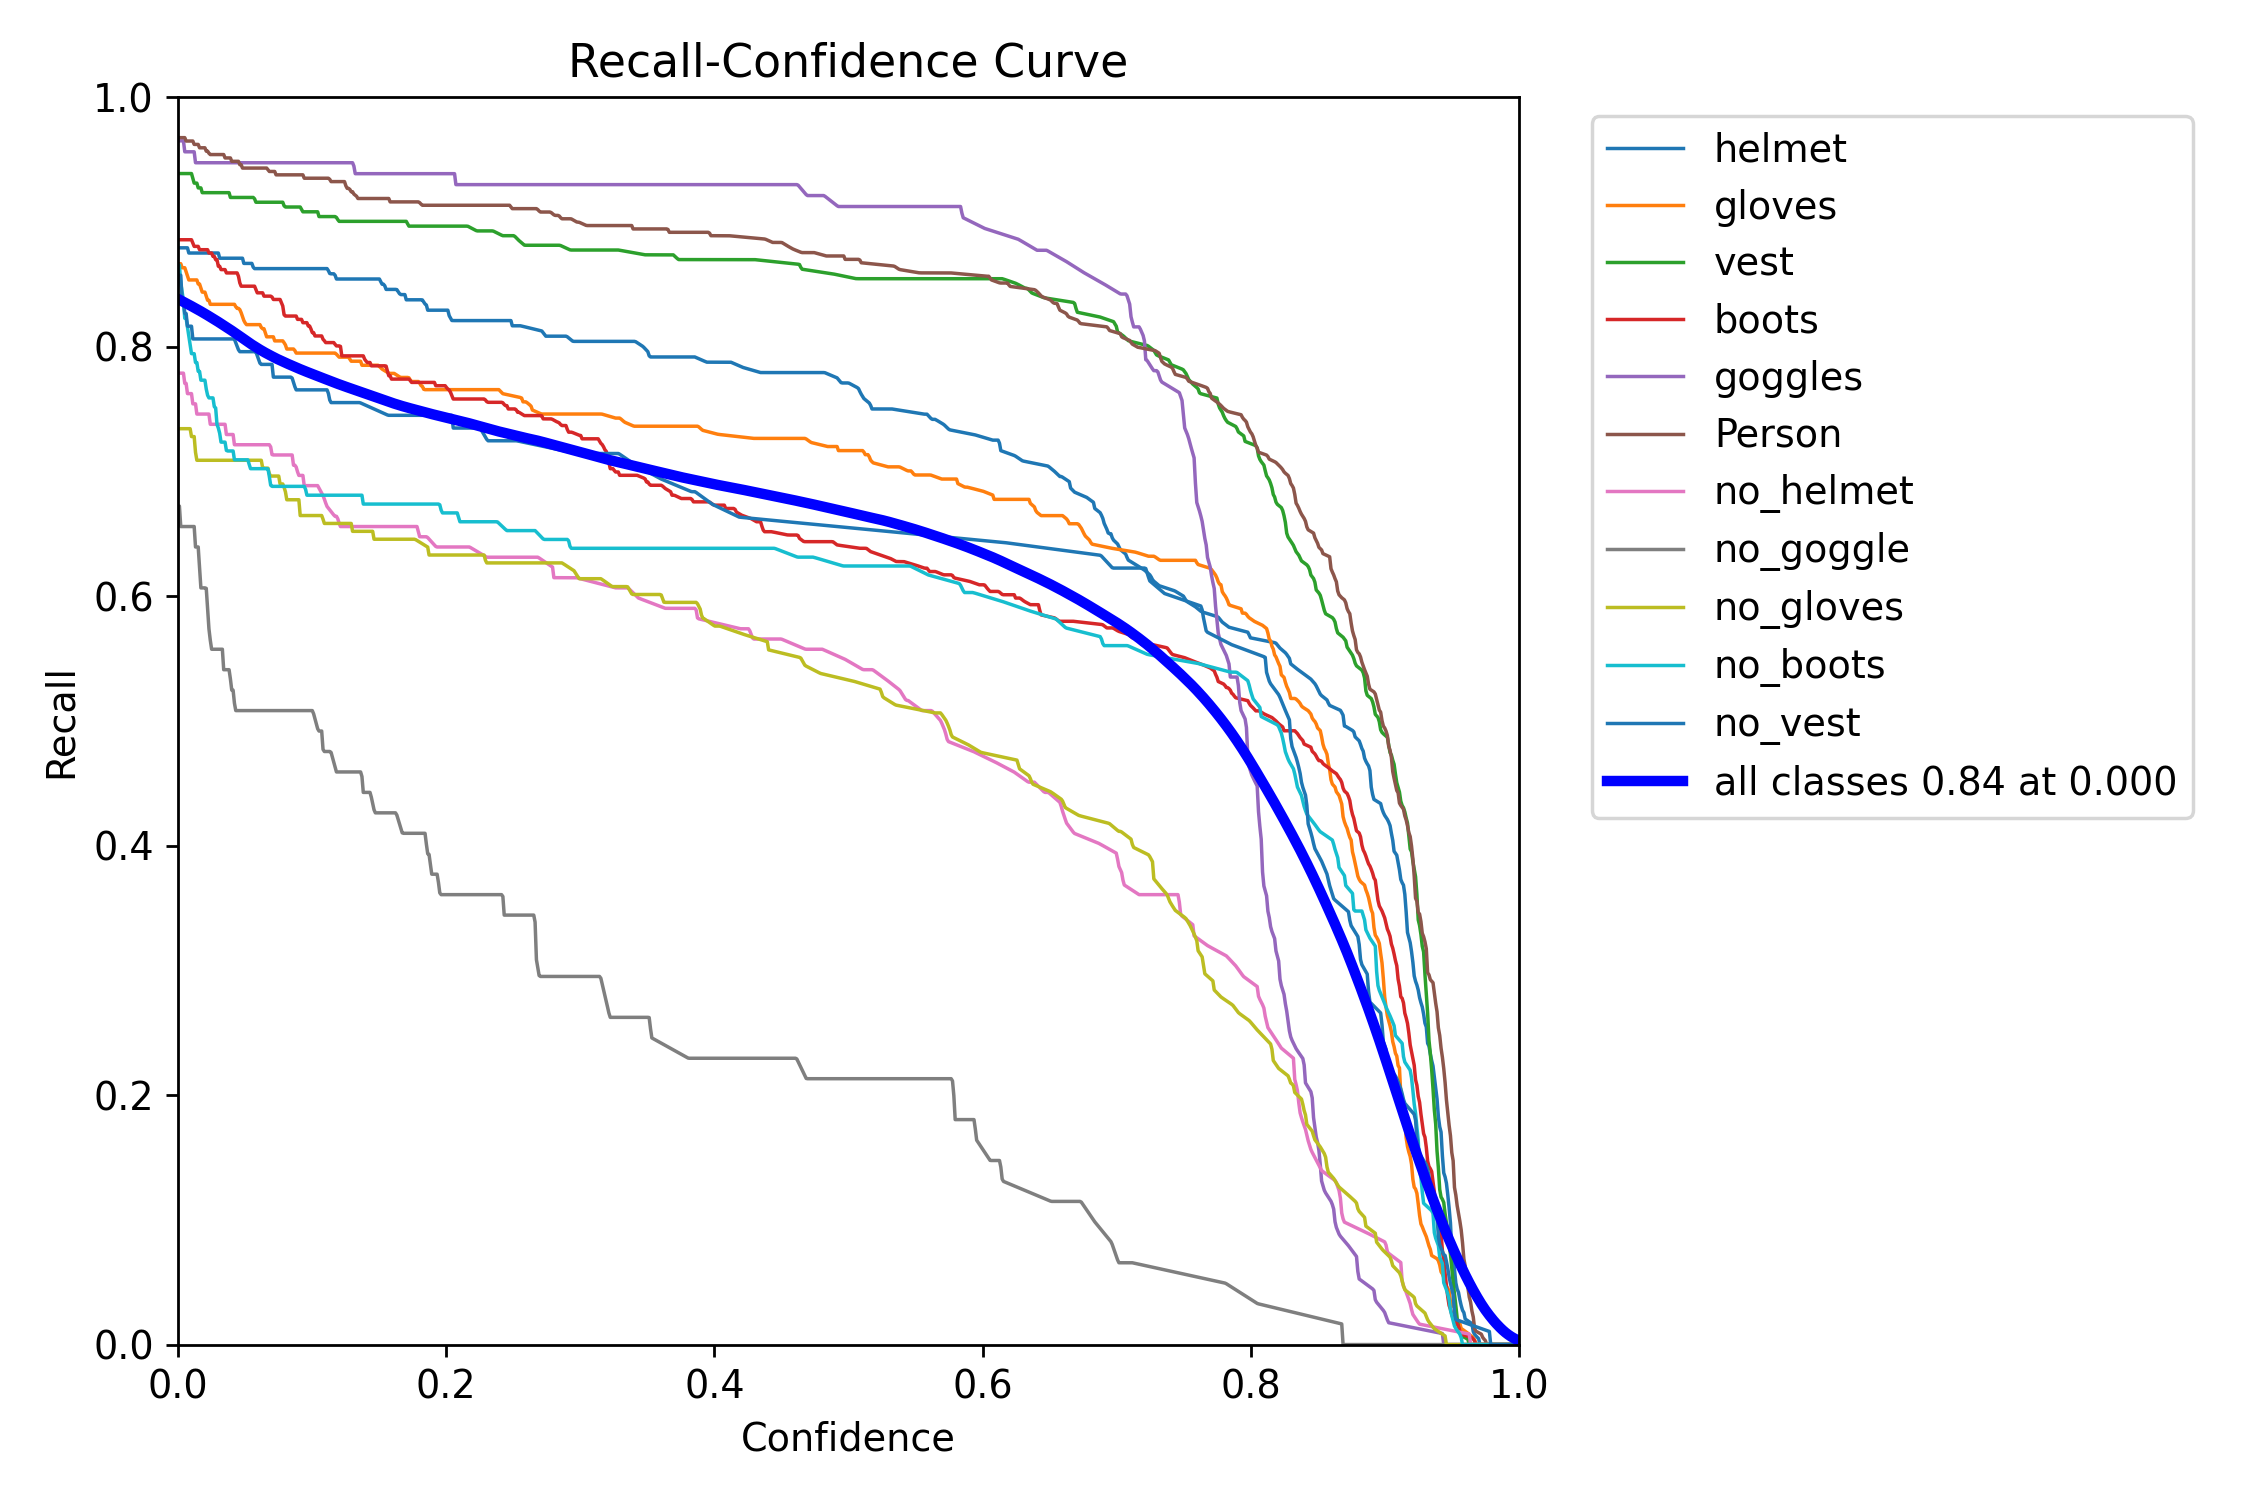 Recall-Confidence Curve
1.0
0.8
0.6
0.4
0.2
0.0
Recall
0.0 0.2 0.4 0.6 0.8 1.0
Confidence
helmet
gloves
vest
boots
goggles
Person
no_helmet
no_goggle
no_gloves
no_boots
no_vest
all classes 0.84 at 0.000